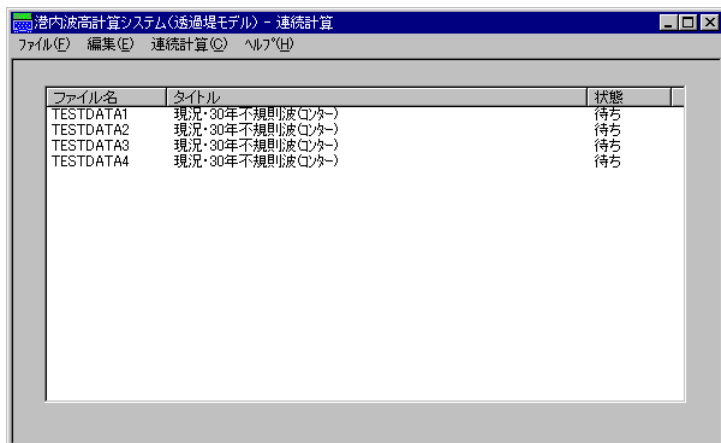 港内波高計算システム(透過堤モデル) - 連続計算
ファイル(F) 編集(E) 連続計算(C) ヘルプ(H)
ファイル名 タイトル 状態
TESTDATA1 現況・30年不規則波(コンター) 待ち
TESTDATA2 現況・30年不規則波(コンター) 待ち
TESTDATA3 現況・30年不規則波(コンター) 待ち
TESTDATA4 現況・30年不規則波(コンター) 待ち